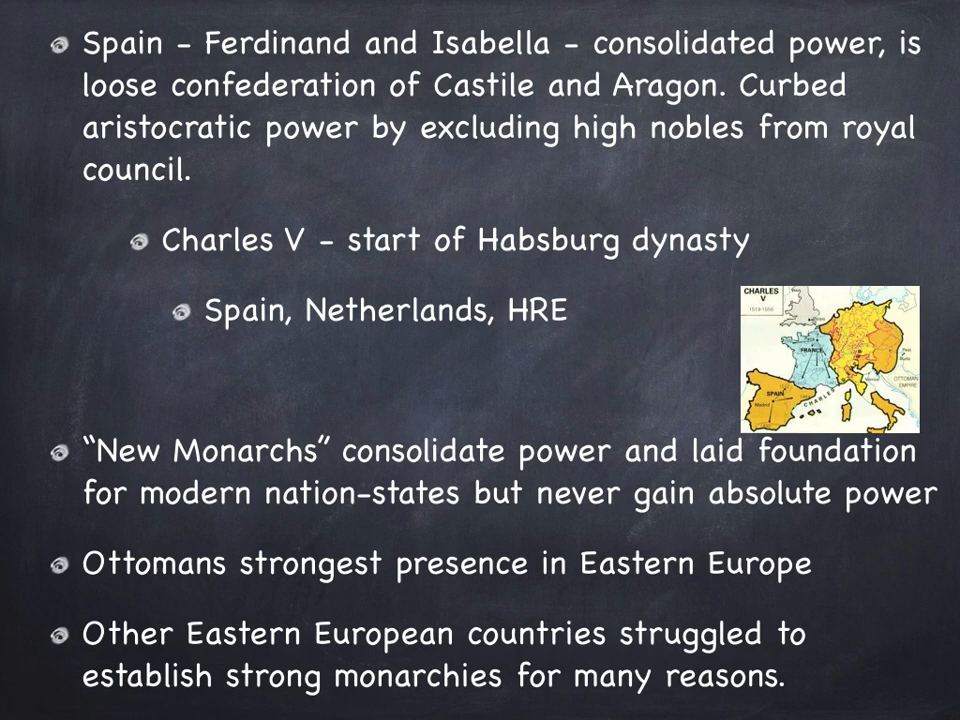 Spain - Ferdinand and Isabella - consolidated power, is
loose confederation of Castile and Aragon. Curbed
aristocratic power by excluding high nobles from royal
council.
Charles V - start of Habsburg dynasty
Spain, Netherlands, HRE
CHARLES
V
FRANCE
SPAIN
Madrid
CHARLES
OTTOMAN
EMPIRE
“New Monarchs” consolidate power and laid foundation
for modern nation-states but never gain absolute power
Ottomans strongest presence in Eastern Europe
Other Eastern European countries struggled to
establish strong monarchies for many reasons.